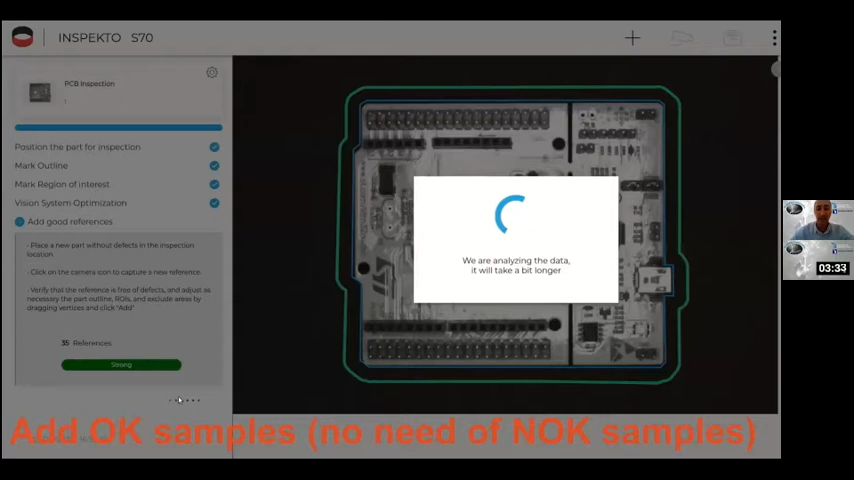 INSPEKTO S70
PCB Inspection
Position the part for inspection
Mark Outline
Mark Region of interest
Vision System Optimization
Add good references
- Place a new part without defects in the inspection
location
- Click on the camera icon to capture a new reference.
- Verify that the reference is free of defects, and adjust as
necessary the part outline, ROIs, and exclude areas by
dragging vertices and click "Add"
35 References
Strong
We are analyzing the data,
it will take a bit longer
03:33
Add OK samples (no need of NOK samples)